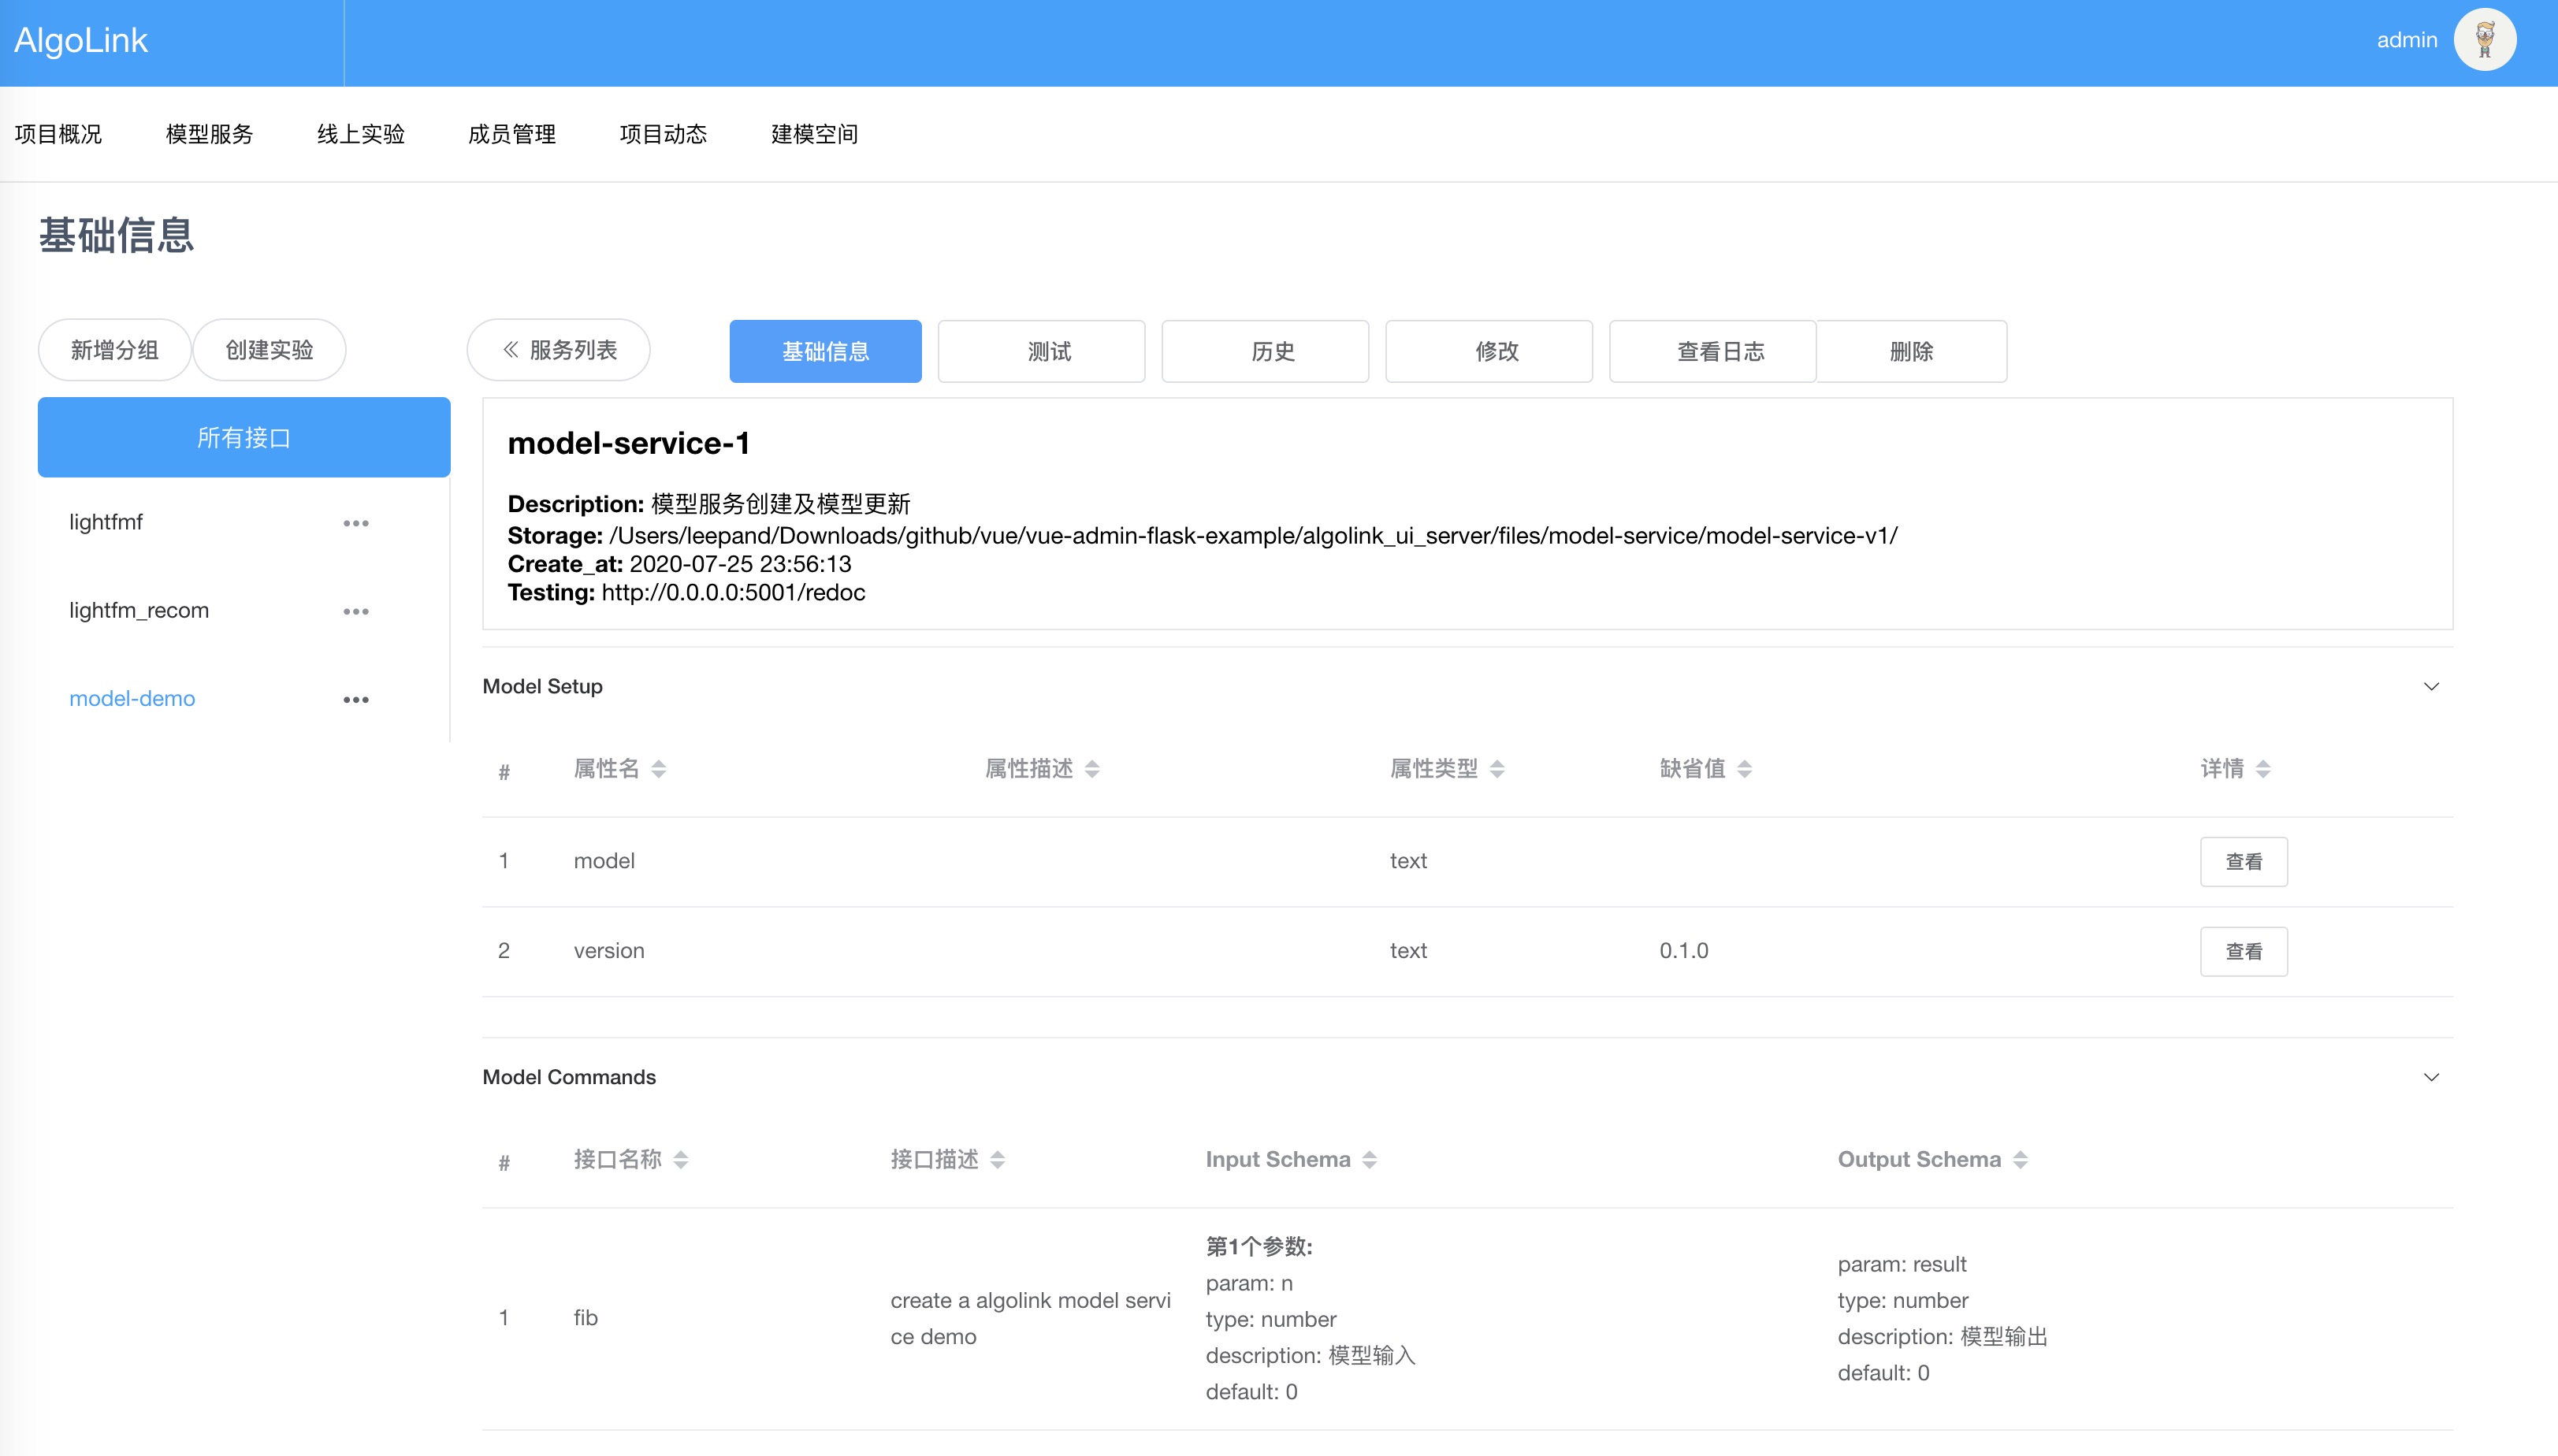 AlgoLink
admin
项目概况 模型服务 线上实验 成员管理 项目动态 建模空间
基础信息
新增分组 创建实验 服务列表 基础信息 测试 历史 修改 查看日志 删除
所有接口
lightfmf
lightfm_recom
model-demo
model-service-1
Description: 模型服务创建及模型更新
Storage: /Users/leepand/Downloads/github/vue/vue-admin-flask-example/algolink_ui_server/files/model-service/model-service-v1/
Create_at: 2020-07-25 23:56:13
Testing: http://0.0.0.0:5001/redoc
Model Setup
# 属性名 属性描述 属性类型 缺省值 详情
1 model text 查看
2 version text 0.1.0 查看
Model Commands
# 接口名称 接口描述 Input Schema Output Schema
1 fib
create a algolink model servi
ce demo
第1个参数:
param: n
type: number
description: 模型输入
default: 0
param: result
type: number
description: 模型输出
default: 0